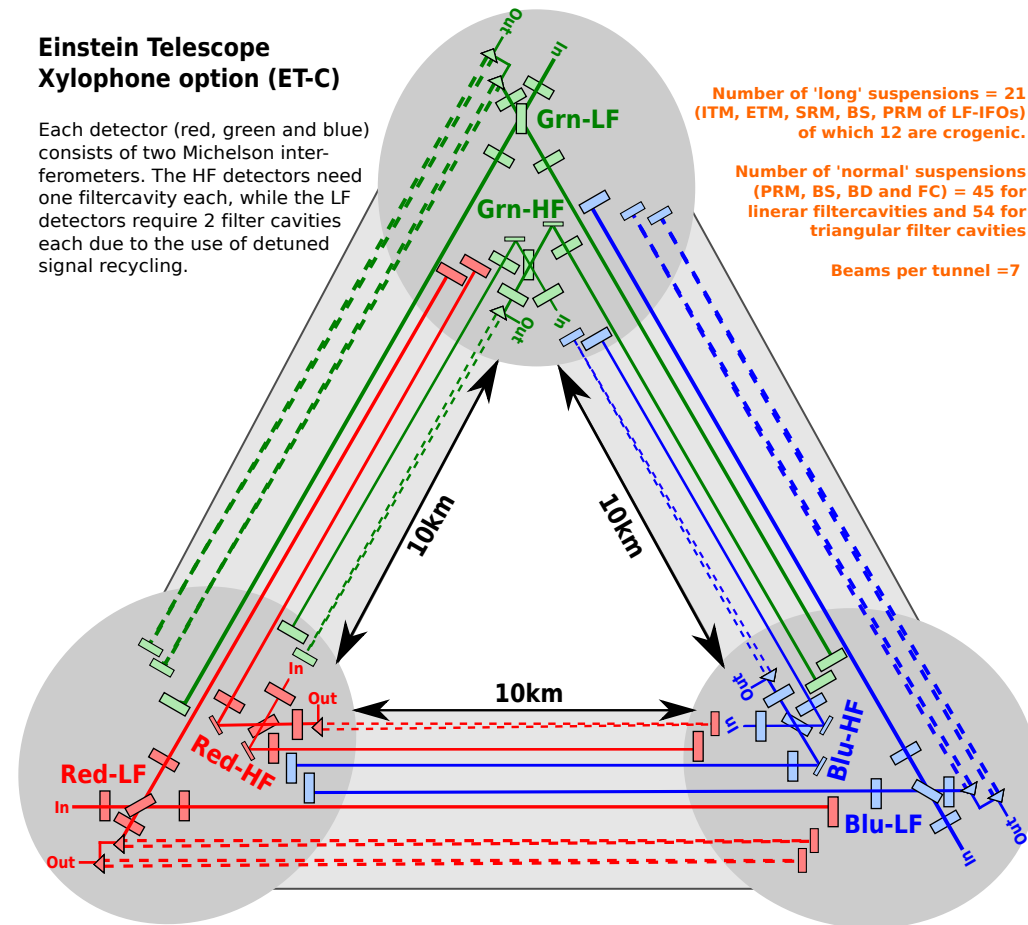 Einstein Telescope
Xylophone option (ET-C)
Each detector (red, green and blue)
consists of two Michelson inter-
ferometers. The HF detectors need
one filtercavity each, while the LF
detectors require 2 filter cavities
each due to the use of detuned
signal recycling.
Number of 'long' suspensions = 21
(ITM, ETM, SRM, BS, PRM of LF-IFOs)
of which 12 are crogenic.
Number of 'normal' suspensions
(PRM, BS, BD and FC) = 45 for
linerar filtercavities and 54 for
triangular filter cavities
Beams per tunnel =7
Out
In
Grn-LF
Grn-HF
Out
In
10km
10km
10km
In
Out
Red-HF
Red-LF
In
Out
Out
In
Blu-HF
Blu-LF
In
Out